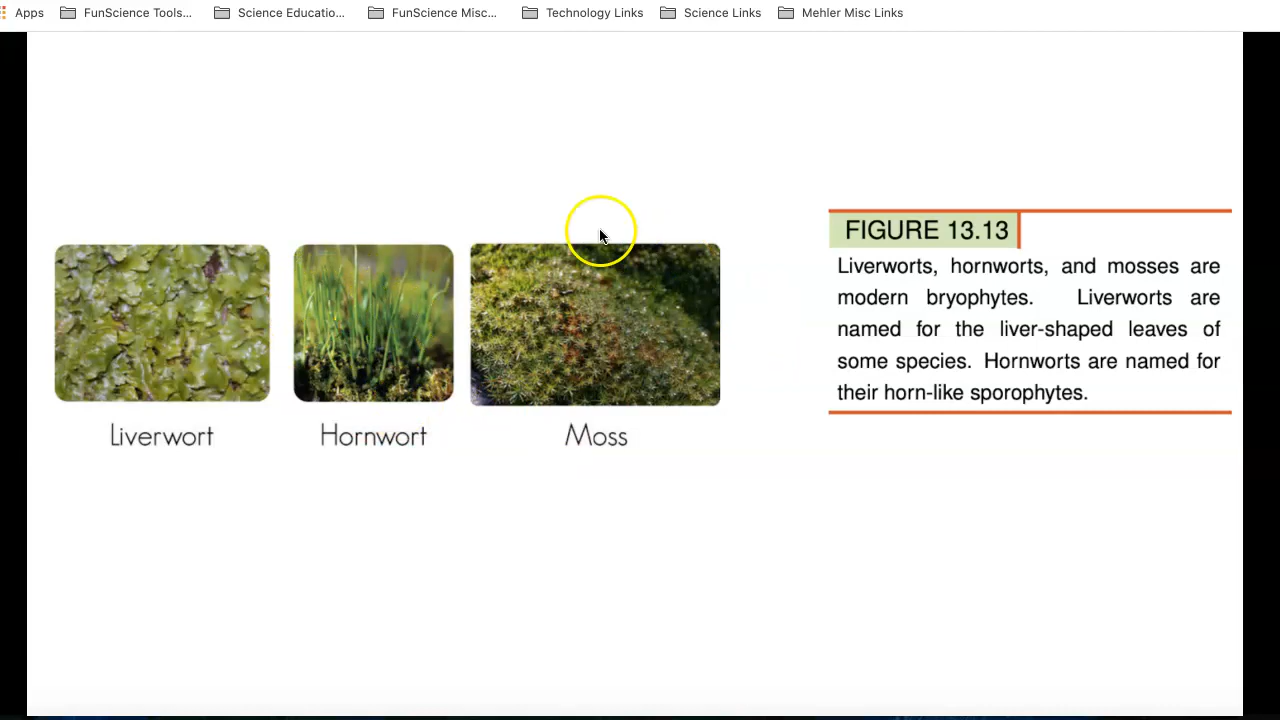 Apps FunScience Tools... Science Educatio... FunScience Misc... Technology Links Science Links Mehler Misc Links
Liverwort Hornwort Moss
FIGURE 13.13
Liverworts, hornworts, and mosses are
modern bryophytes. Liverworts are
named for the liver-shaped leaves of
some species. Hornworts are named for
their horn-like sporophytes.